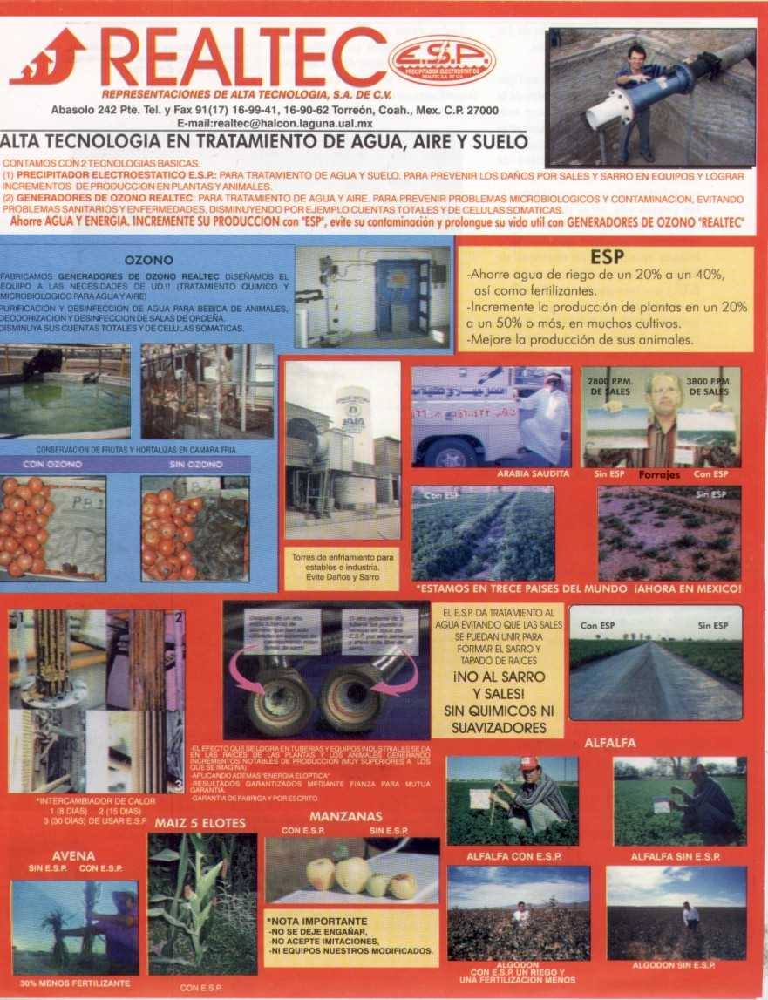 REALTEC
E.S.P.
PRECIPITADOR ELECTROSTATICO
REALTEC S.A. DE C.V.
REPRESENTACIONES DE ALTA TECNOLOGIA, S.A. DE C.V.
Abasolo 242 Pte. Tel. y Fax 91(17) 16-99-41, 16-90-62 Torreón, Coah., Mex. C.P. 27000
E-mail:realtec@halcon.laguna.ual.mx
ALTA TECNOLOGIA EN TRATAMIENTO DE AGUA, AIRE Y SUELO
CONTAMOS CON 2 TECNOLOGIAS BASICAS.
(1) PRECIPITADOR ELECTROESTATICO E.S.P.: PARA TRATAMIENTO DE AGUA Y SUELO. PARA PREVENIR LOS DAÑOS POR SALES Y SARRO EN EQUIPOS Y LOGRAR
INCREMENTOS DE PRODUCCION EN PLANTAS Y ANIMALES.
(2) GENERADORES DE OZONO REALTEC: PARA TRATAMIENTO DE AGUA Y AIRE. PARA PREVENIR PROBLEMAS MICROBIOLOGICOS Y CONTAMINACION, EVITANDO
PROBLEMAS SANITARIOS Y ENFERMEDADES, DISMINUYENDO POR EJEMPLO CUENTAS TOTALES Y DE CELULAS SOMATICAS.
Ahorre AGUA Y ENERGIA. INCREMENTE SU PRODUCCION con "ESP", evite su contaminación y prolongue su vida util con GENERADORES DE OZONO "REALTEC"
OZONO
FABRICAMOS GENERADORES DE OZONO REALTEC DISEÑAMOS EL
EQUIPO A LAS NECESIDADES DE UD.!! (TRATAMIENTO QUIMICO Y
MICROBIOLOGICO PARA AGUA Y AIRE)
PURIFICACION Y DESINFECCION DE AGUA PARA BEBIDA DE ANIMALES,
DEODORIZACION Y DESINFECCION DE SALAS DE ORDEÑA.
DISMINUYA SUS CUENTAS TOTALES Y DE CELULAS SOMATICAS.
ESP
-Ahorre agua de riego de un 20% a un 40%,
así como fertilizantes.
-Incremente la producción de plantas en un 20%
a un 50% o más, en muchos cultivos.
-Mejore la producción de sus animales.
CONSERVACION DE FRUTAS Y HORTALIZAS EN CAMARA FRIA
CON OZONO SIN OZONO
Torres de enfriamiento para
establos e industria.
Evite Daños y Sarro
ARABIA SAUDITA
2800 P.P.M. 3800 P.P.M.
DE SALES DE SALES
Sin ESP Forrajes Con ESP
Con ESP Sin ESP
*ESTAMOS EN TRECE PAISES DEL MUNDO ¡AHORA EN MEXICO!
1 2
3
*INTERCAMBIADOR DE CALOR
1 (8 DIAS) 2 (15 DIAS)
3 (30 DIAS) DE USAR E.S.P.
-EL EFECTO QUE SE LOGRA EN TUBERIAS Y EQUIPOS INDUSTRIALES SE DA
EN LAS RAICES DE LAS PLANTAS Y LOS ANIMALES GENERANDO
INCREMENTOS NOTABLES DE PRODUCCION (MUY SUPERIORES A LOS
QUE SE IMAGINA)
-APLICANDO ADEMAS "ENERGIA ELOPTICA"
-RESULTADOS GARANTIZADOS MEDIANTE FIANZA PARA MUTUA
GARANTIA.
-GARANTIA DE FABRIGA Y POR ESCRITO.
EL E.S.P. DA TRATAMIENTO AL
AGUA EVITANDO QUE LAS SALES
SE PUEDAN UNIR PARA
FORMAR EL SARRO Y
TAPADO DE RAICES
¡NO AL SARRO
Y SALES!
SIN QUIMICOS NI
SUAVIZADORES
Con ESP Sin ESP
ALFALFA
ALFALFA CON E.S.P. ALFALFA SIN E.S.P.
AVENA
SIN E.S.P. CON E.S.P.
30% MENOS FERTILIZANTE
MAIZ 5 ELOTES
CON E.S.P.
MANZANAS
CON E.S.P. SIN E.S.P.
*NOTA IMPORTANTE
-NO SE DEJE ENGAÑAR,
-NO ACEPTE IMITACIONES,
-NI EQUIPOS NUESTROS MODIFICADOS.
ALGODON
CON E.S.P. UN RIEGO Y
UNA FERTILIZACION MENOS
ALGODON SIN E.S.P.